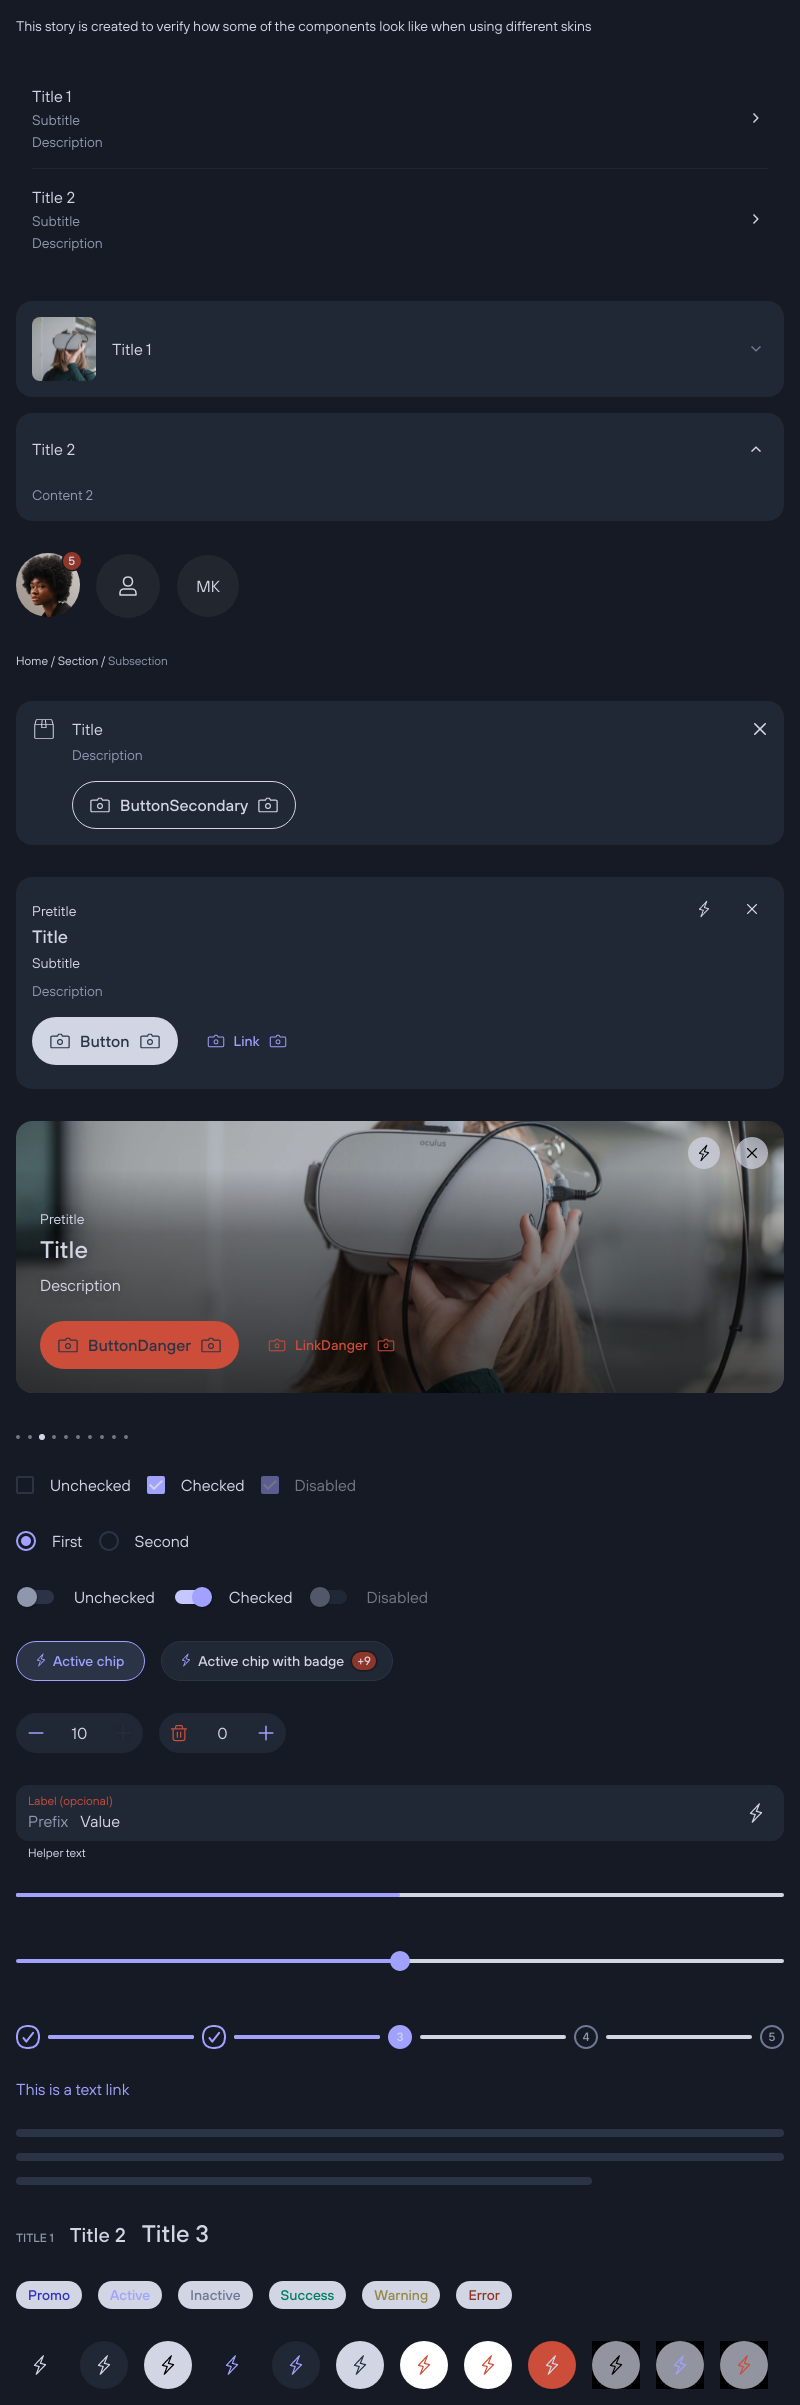 This story is created to verify how some of the components look like when using different skins
Title 1
Subtitle
Description
Title 2
Subtitle
Description
Title 1
Title 2
Content 2
5
MK
Home / Section / Subsection
Title
Description
ButtonSecondary
Pretitle
Title
Subtitle
Description
Button Link
oculus
Pretitle
Title
Description
ButtonDanger LinkDanger
Unchecked Checked Disabled
First Second
Unchecked Checked Disabled
Active chip Active chip with badge +9
10 0
Label (opcional)
Prefix Value
Helper text
3 4 5
This is a text link
TITLE 1 Title 2 Title 3
Promo Active Inactive Success Warning Error